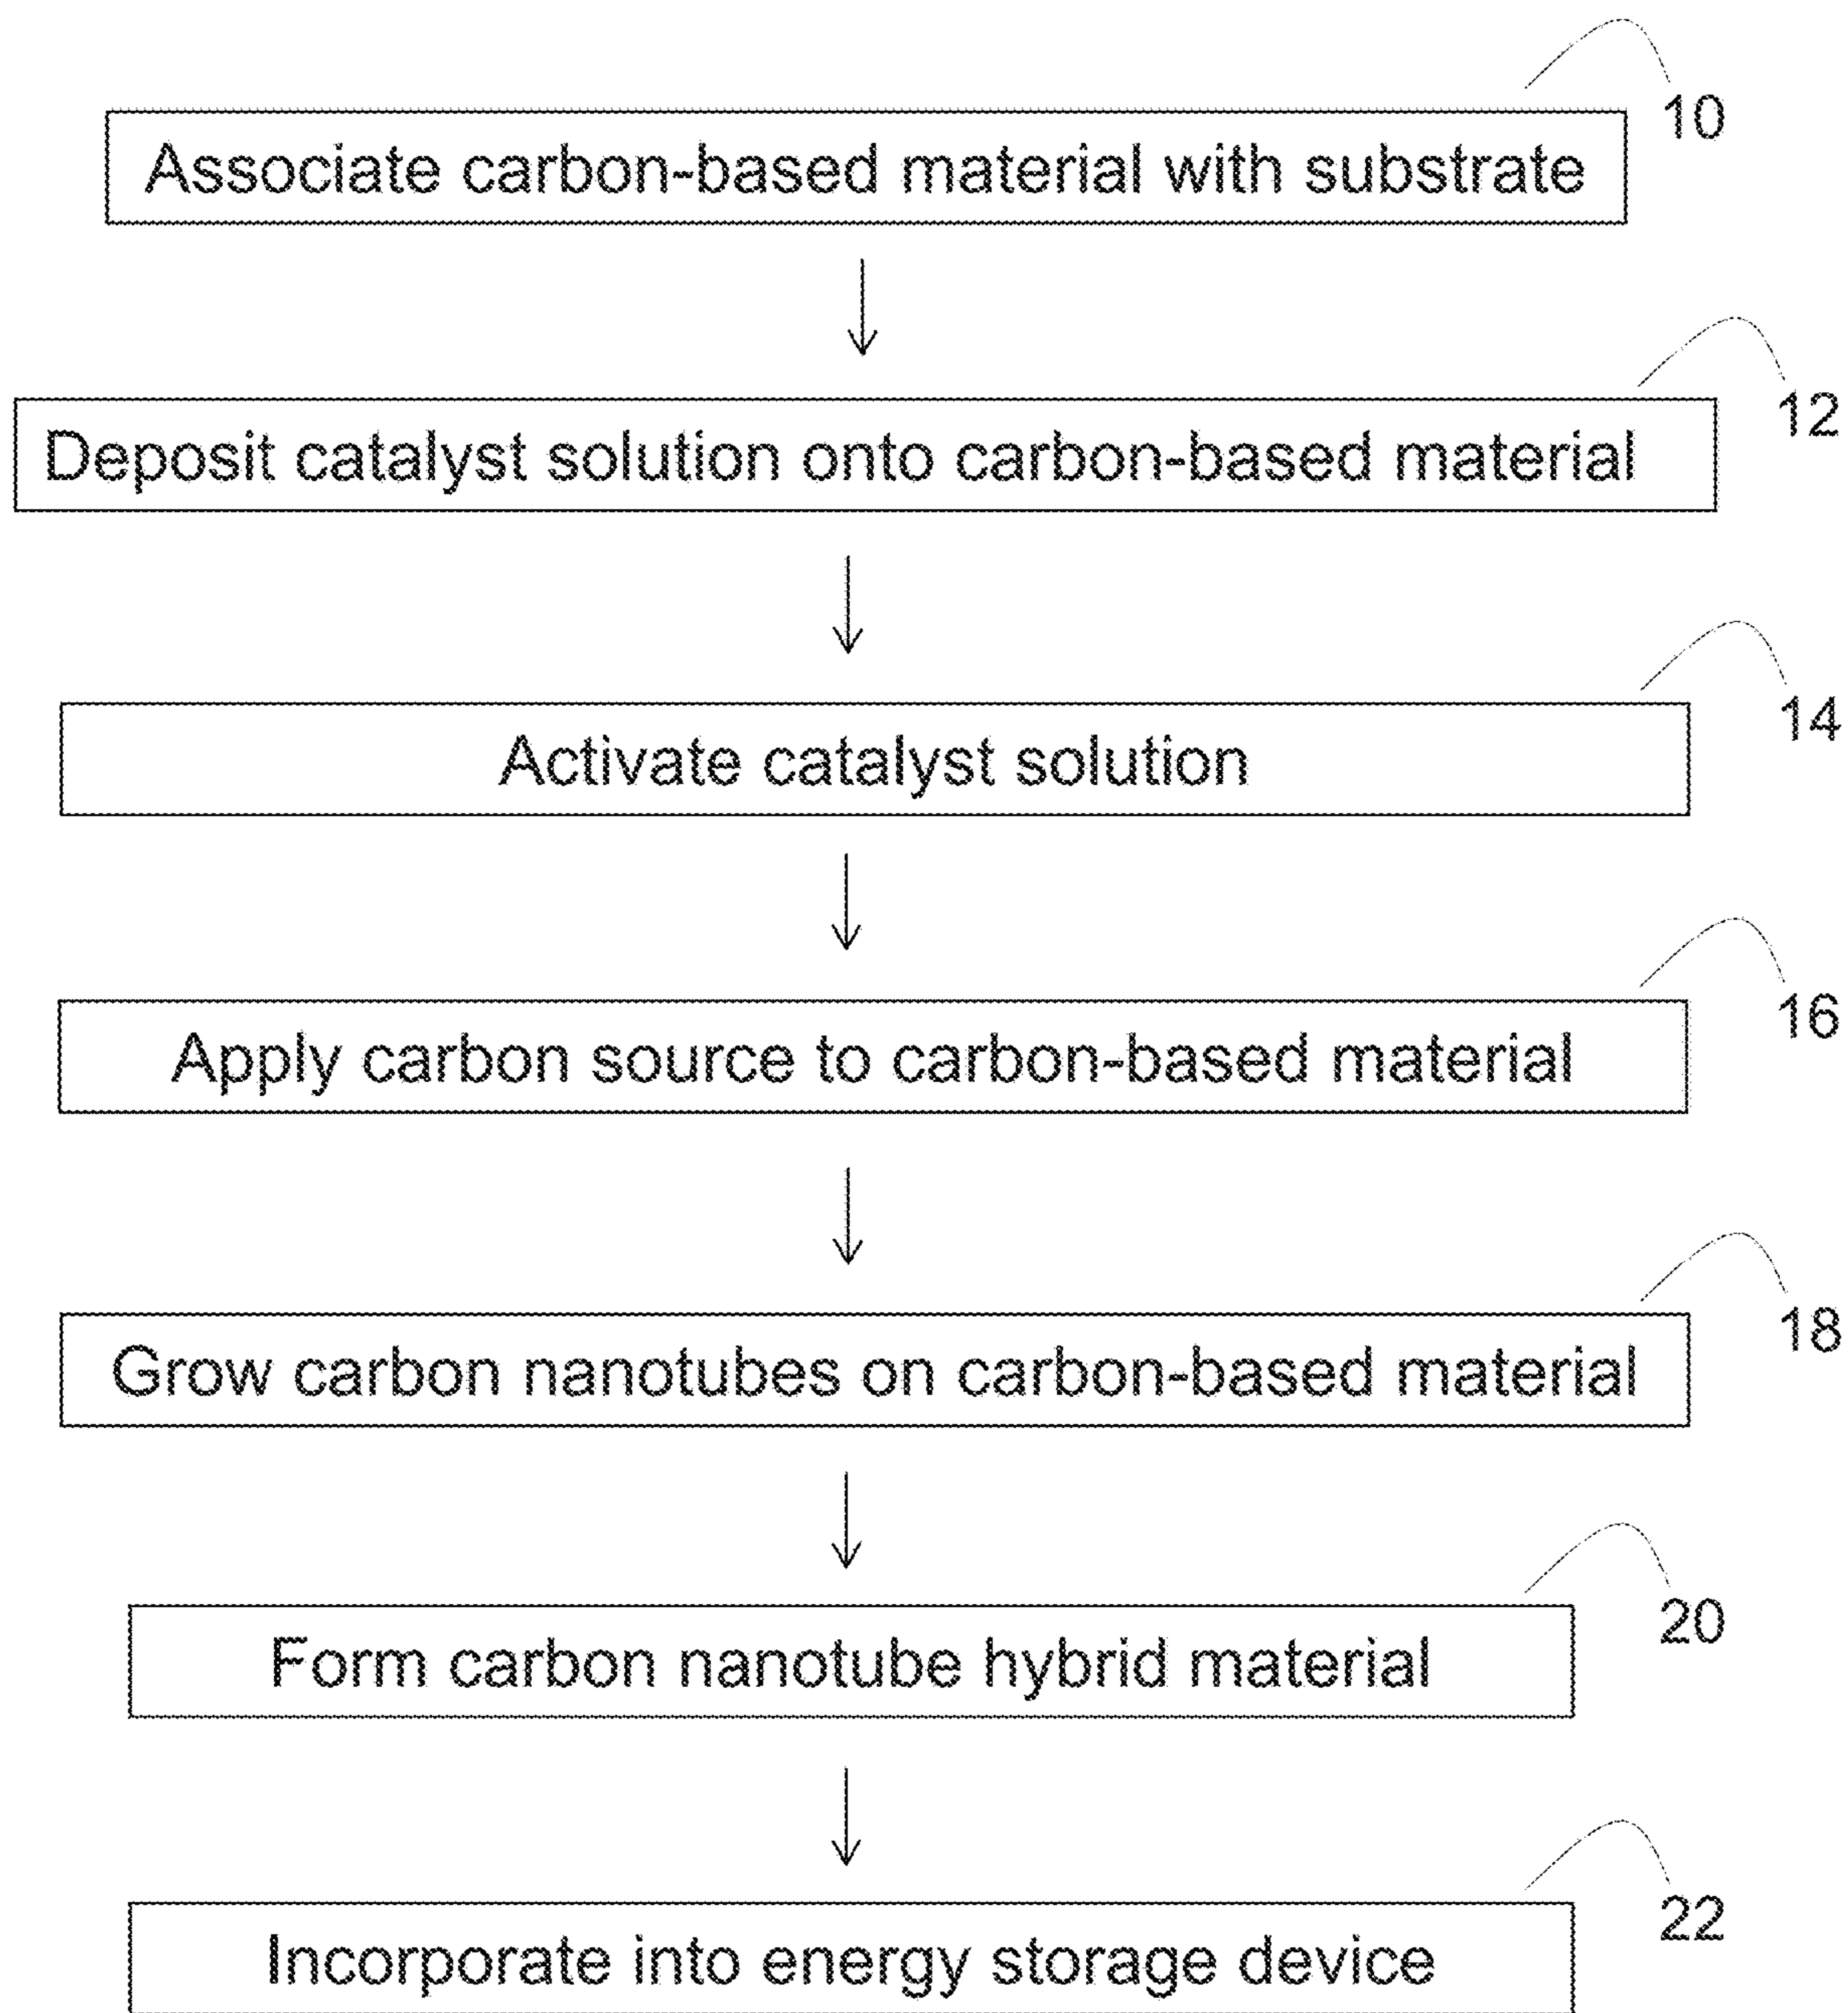 10
Associate carbon-based material with substrate
12
Deposit catalyst solution onto carbon-based material
14
Activate catalyst solution
16
Apply carbon source to carbon-based material
18
Grow carbon nanotubes on carbon-based material
20
Form carbon nanotube hybrid material
22
Incorporate into energy storage device